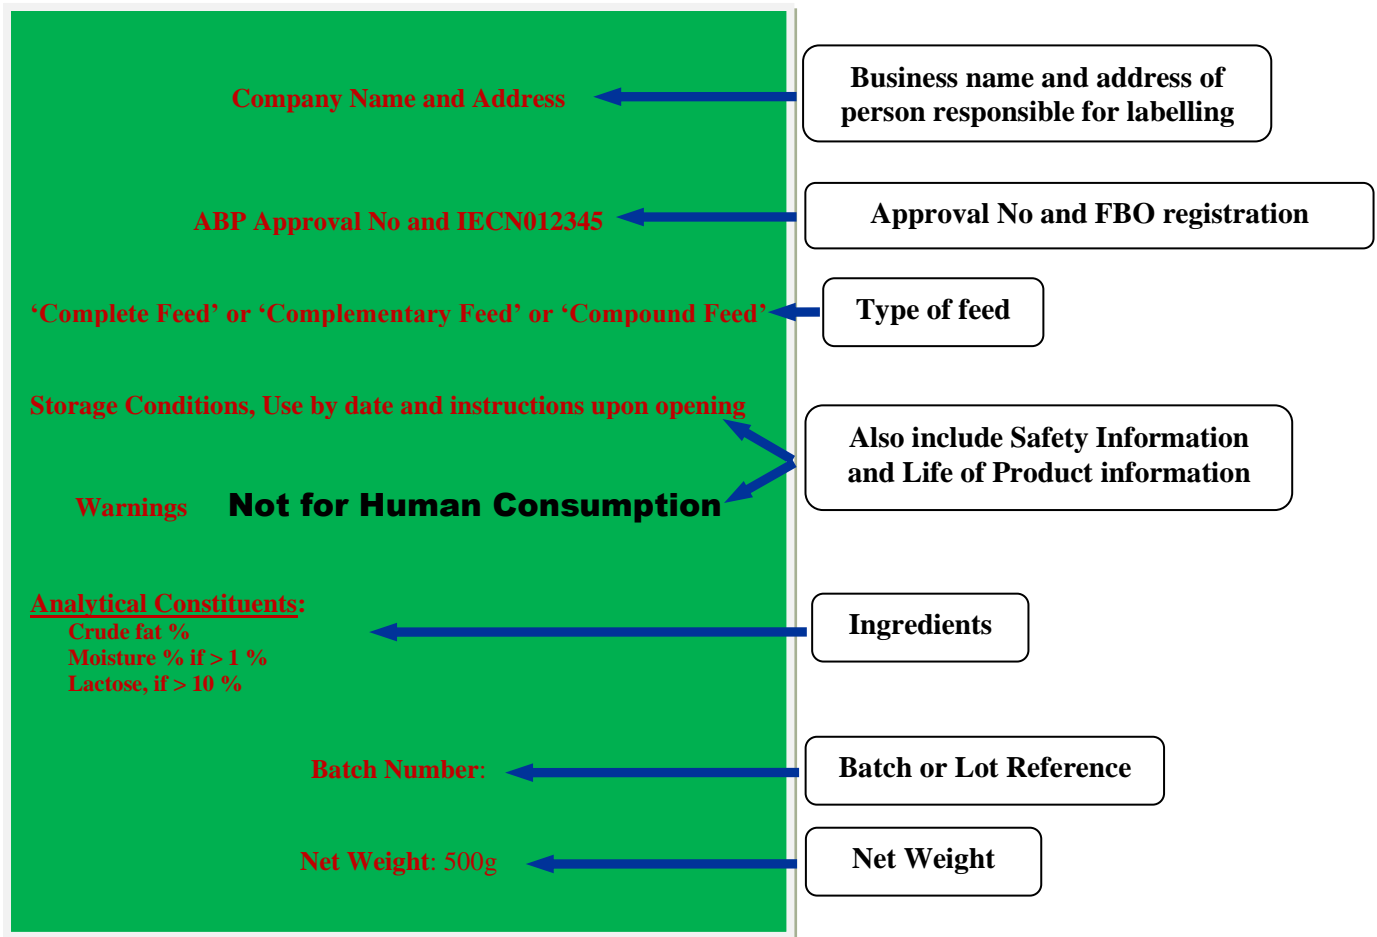 Company Name and Address
Business name and address of
person responsible for labelling
ABP Approval No and IECN012345
Approval No and FBO registration
‘Complete Feed’ or ‘Complementary Feed’ or ‘Compound Feed’
Type of feed
Storage Conditions, Use by date and instructions upon opening
Also include Safety Information
and Life of Product information
Warnings Not for Human Consumption
Analytical Constituents:
Crude fat %
Moisture % if > 1 %
Lactose, if > 10 %
Ingredients
Batch Number:
Batch or Lot Reference
Net Weight: 500g
Net Weight